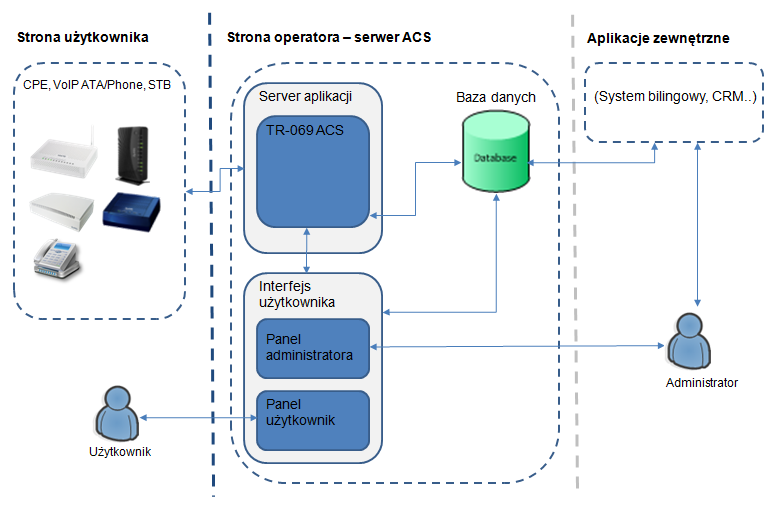 Strona użytkownika
Strona operatora – serwer ACS
Aplikacje zewnętrzne
CPE, VoIP ATA/Phone, STB
Server aplikacji
TR-069 ACS
Baza danych
Database
(System bilingowy, CRM..)
Interfejs
użytkownika
Panel
administratora
Panel
użytkownik
Użytkownik
Administrator